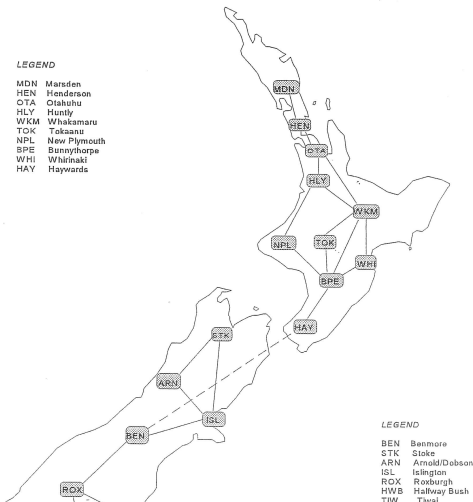 LEGEND
MDN Marsden
HEN Henderson
OTA Otahuhu
HLY Huntly
WKM Whakamaru
TOK Tokaanu
NPL New Plymouth
BPE Bunnythorpe
WHI Whirinaki
HAY Haywards
MDN
HEN
OTA
HLY
WKM
NPL
TOK
WHI
BPE
HAY
STK
ARN
ISL
BEN
ROX
LEGEND
BEN Benmore
STK Stoke
ARN Arnold/Dobson
ISL Islington
ROX Roxburgh
HWB Halfway Bush
TIW Tiwai